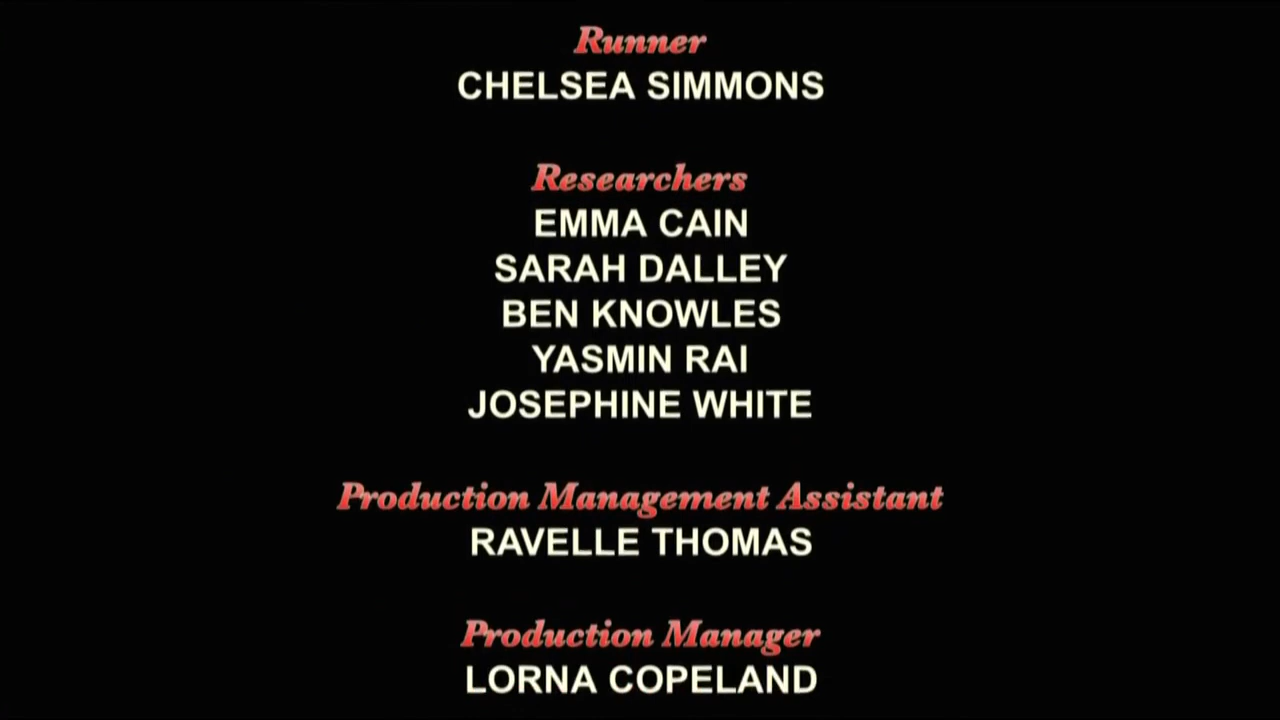 Runner
CHELSEA SIMMONS
Researchers
EMMA CAIN
SARAH DALLEY
BEN KNOWLES
YASMIN RAI
JOSEPHINE WHITE
Production Management Assistant
RAVELLE THOMAS
Production Manager
LORNA COPELAND